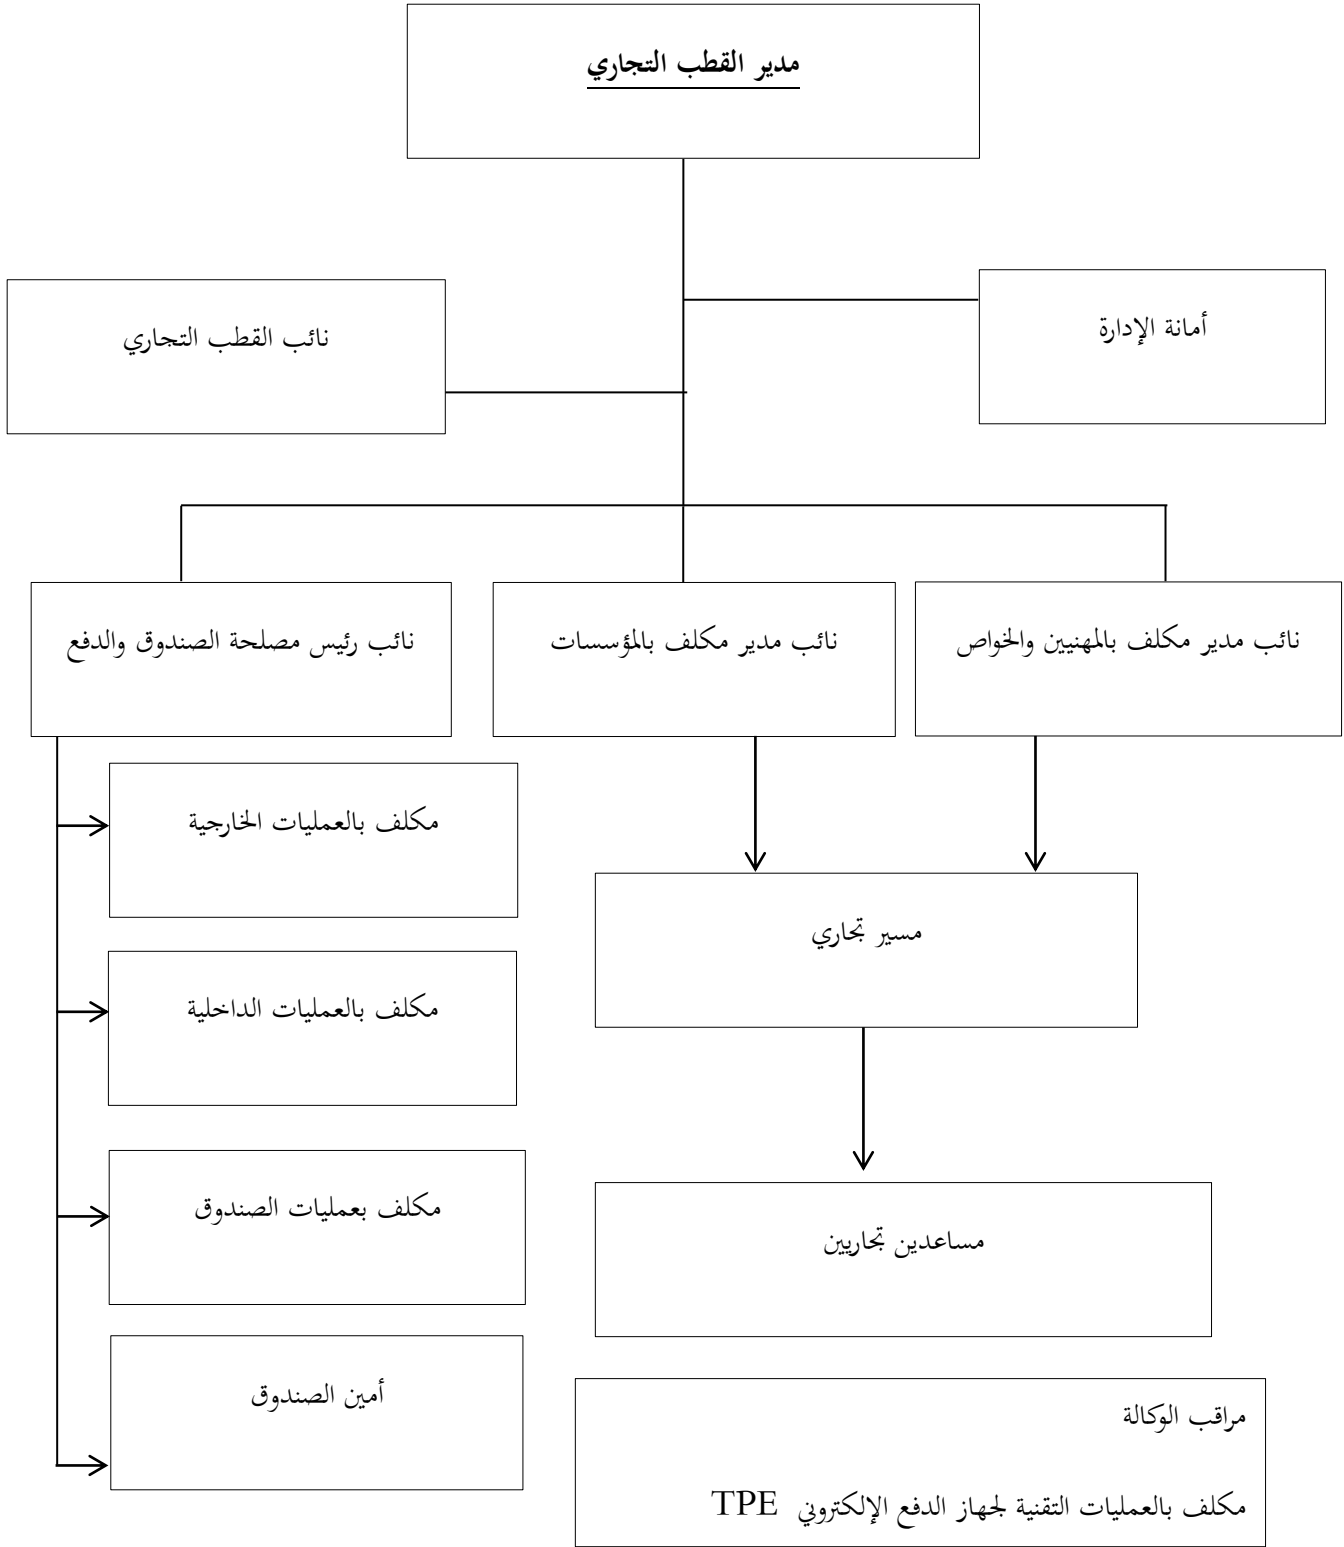 مدير القطب التجاري
أمانة الإدارة
نائب القطب التجاري
نائب مدير مكلف بالمهنيين والخواص
نائب مدير مكلف بالمؤسسات
نائب رئيس مصلحة الصندوق والدفع
مكلف بالعمليات الخارجية
مسير تجاري
مكلف بالعمليات الداخلية
مكلف بعمليات الصندوق
مساعدين تجاريين
أمين الصندوق
مراقب الوكالة
مكلف بالعمليات التقنية لجهاز الدفع الإلكتروني TPE